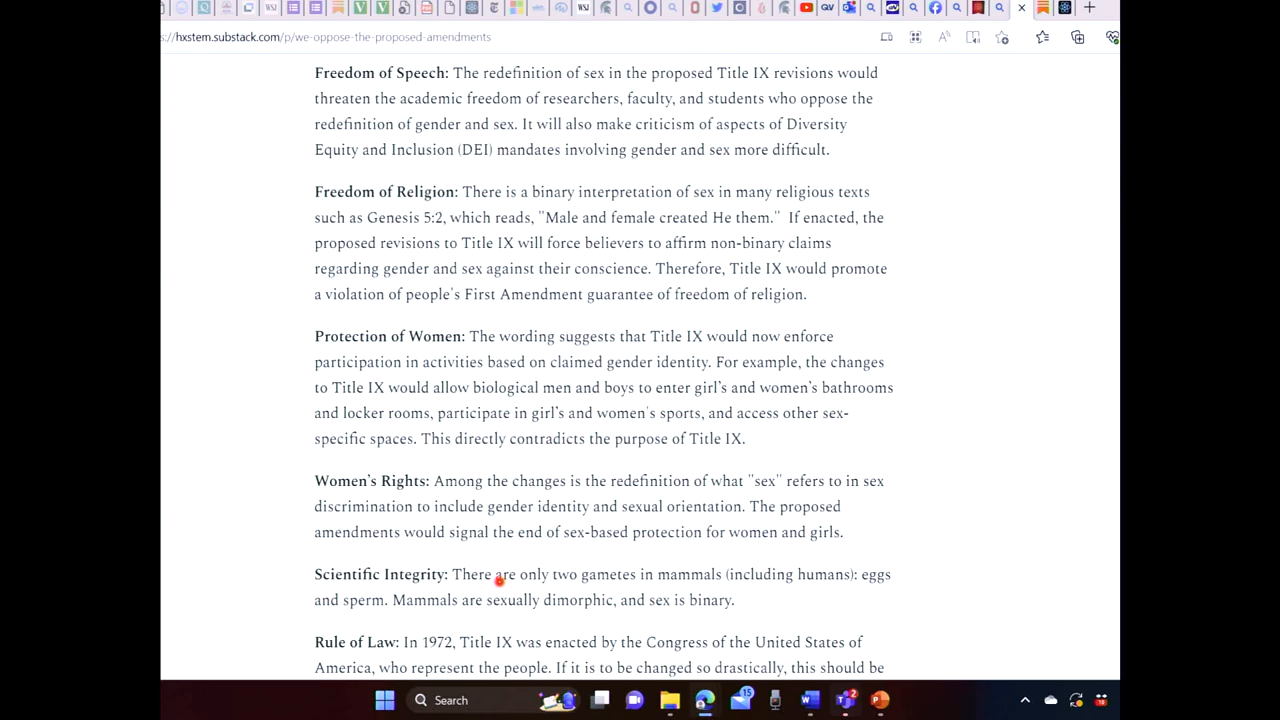 WSJ
V
V
WSJ
QV
://hxstem.substack.com/p/we-oppose-the-proposed-amendments
Freedom of Speech: The redefinition of sex in the proposed Title IX revisions would
threaten the academic freedom of researchers, faculty, and students who oppose the
redefinition of gender and sex. It will also make criticism of aspects of Diversity
Equity and Inclusion (DEI) mandates involving gender and sex more difficult.
Freedom of Religion: There is a binary interpretation of sex in many religious texts
such as Genesis 5:2, which reads, "Male and female created He them." If enacted, the
proposed revisions to Title IX will force believers to affirm non-binary claims
regarding gender and sex against their conscience. Therefore, Title IX would promote
a violation of people's First Amendment guarantee of freedom of religion.
Protection of Women: The wording suggests that Title IX would now enforce
participation in activities based on claimed gender identity. For example, the changes
to Title IX would allow biological men and boys to enter girl's and women's bathrooms
and locker rooms, participate in girl's and women's sports, and access other sex-
specific spaces. This directly contradicts the purpose of Title IX.
Women's Rights: Among the changes is the redefinition of what "sex" refers to in sex
discrimination to include gender identity and sexual orientation. The proposed
amendments would signal the end of sex-based protection for women and girls.
Scientific Integrity: There are only two gametes in mammals (including humans): eggs
and sperm. Mammals are sexually dimorphic, and sex is binary.
Rule of Law: In 1972, Title IX was enacted by the Congress of the United States of
America, who represent the people. If it is to be changed so drastically, this should be
Search
15
2